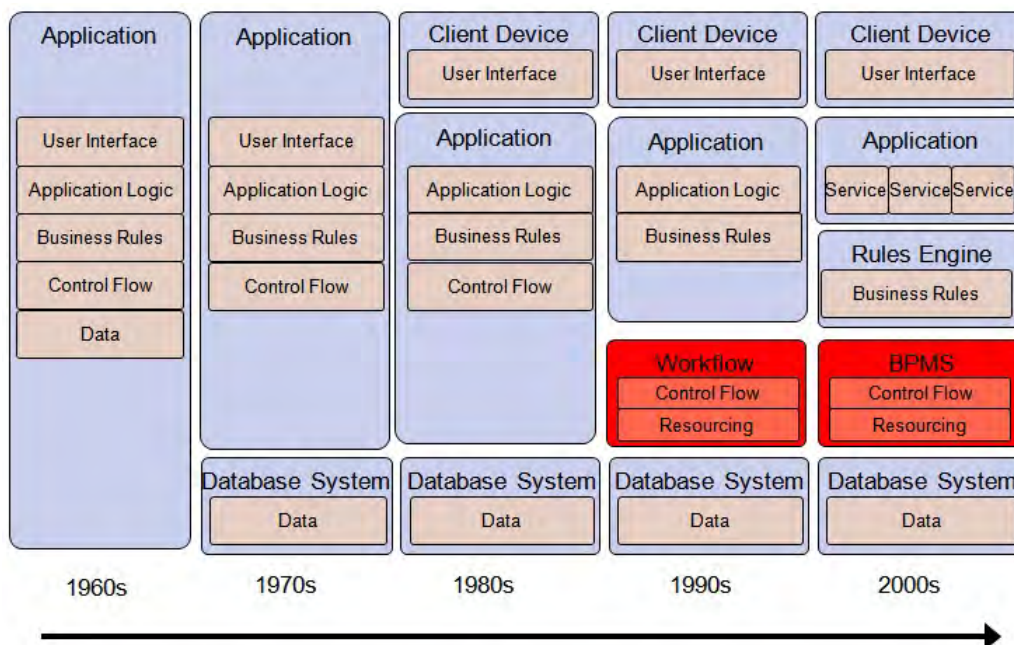 Application
User Interface
Application Logic
Business Rules
Control Flow
Data
1960s
Application
User Interface
Application Logic
Business Rules
Control Flow
Database System
Data
1970s
Client Device
User Interface
Application
Application Logic
Business Rules
Control Flow
Database System
Data
1980s
Client Device
User Interface
Application
Application Logic
Business Rules
Workflow
Control Flow
Resourcing
Database System
Data
1990s
Client Device
User Interface
Application
Service Service Service
Rules Engine
Business Rules
BPMS
Control Flow
Resourcing
Database System
Data
2000s